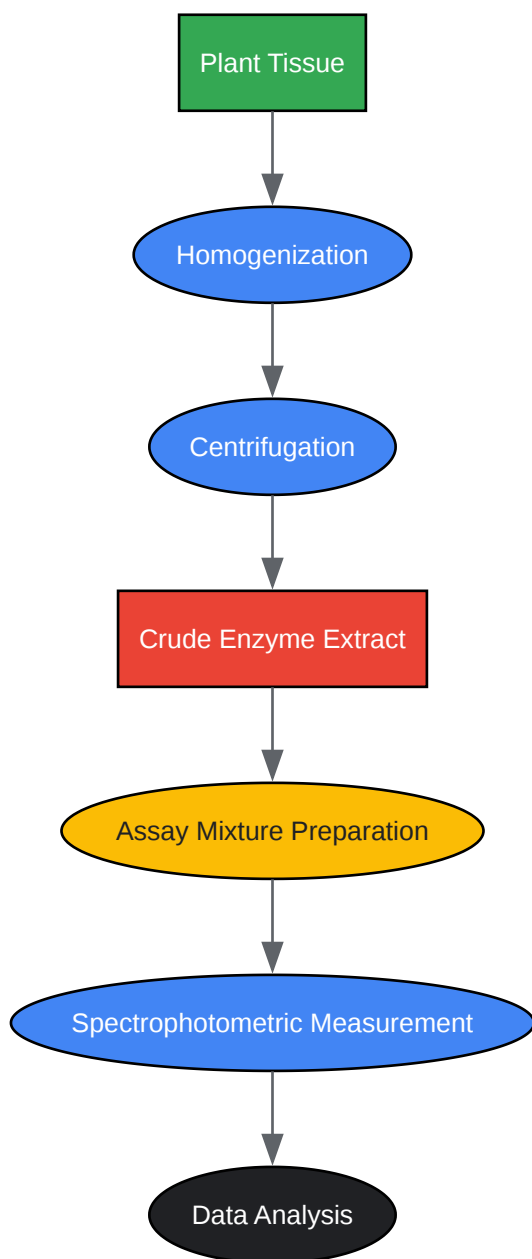 Plant Tissue
Homogenization
Centrifugation
Crude Enzyme Extract
Assay Mixture Preparation
Spectrophotometric Measurement
Data Analysis